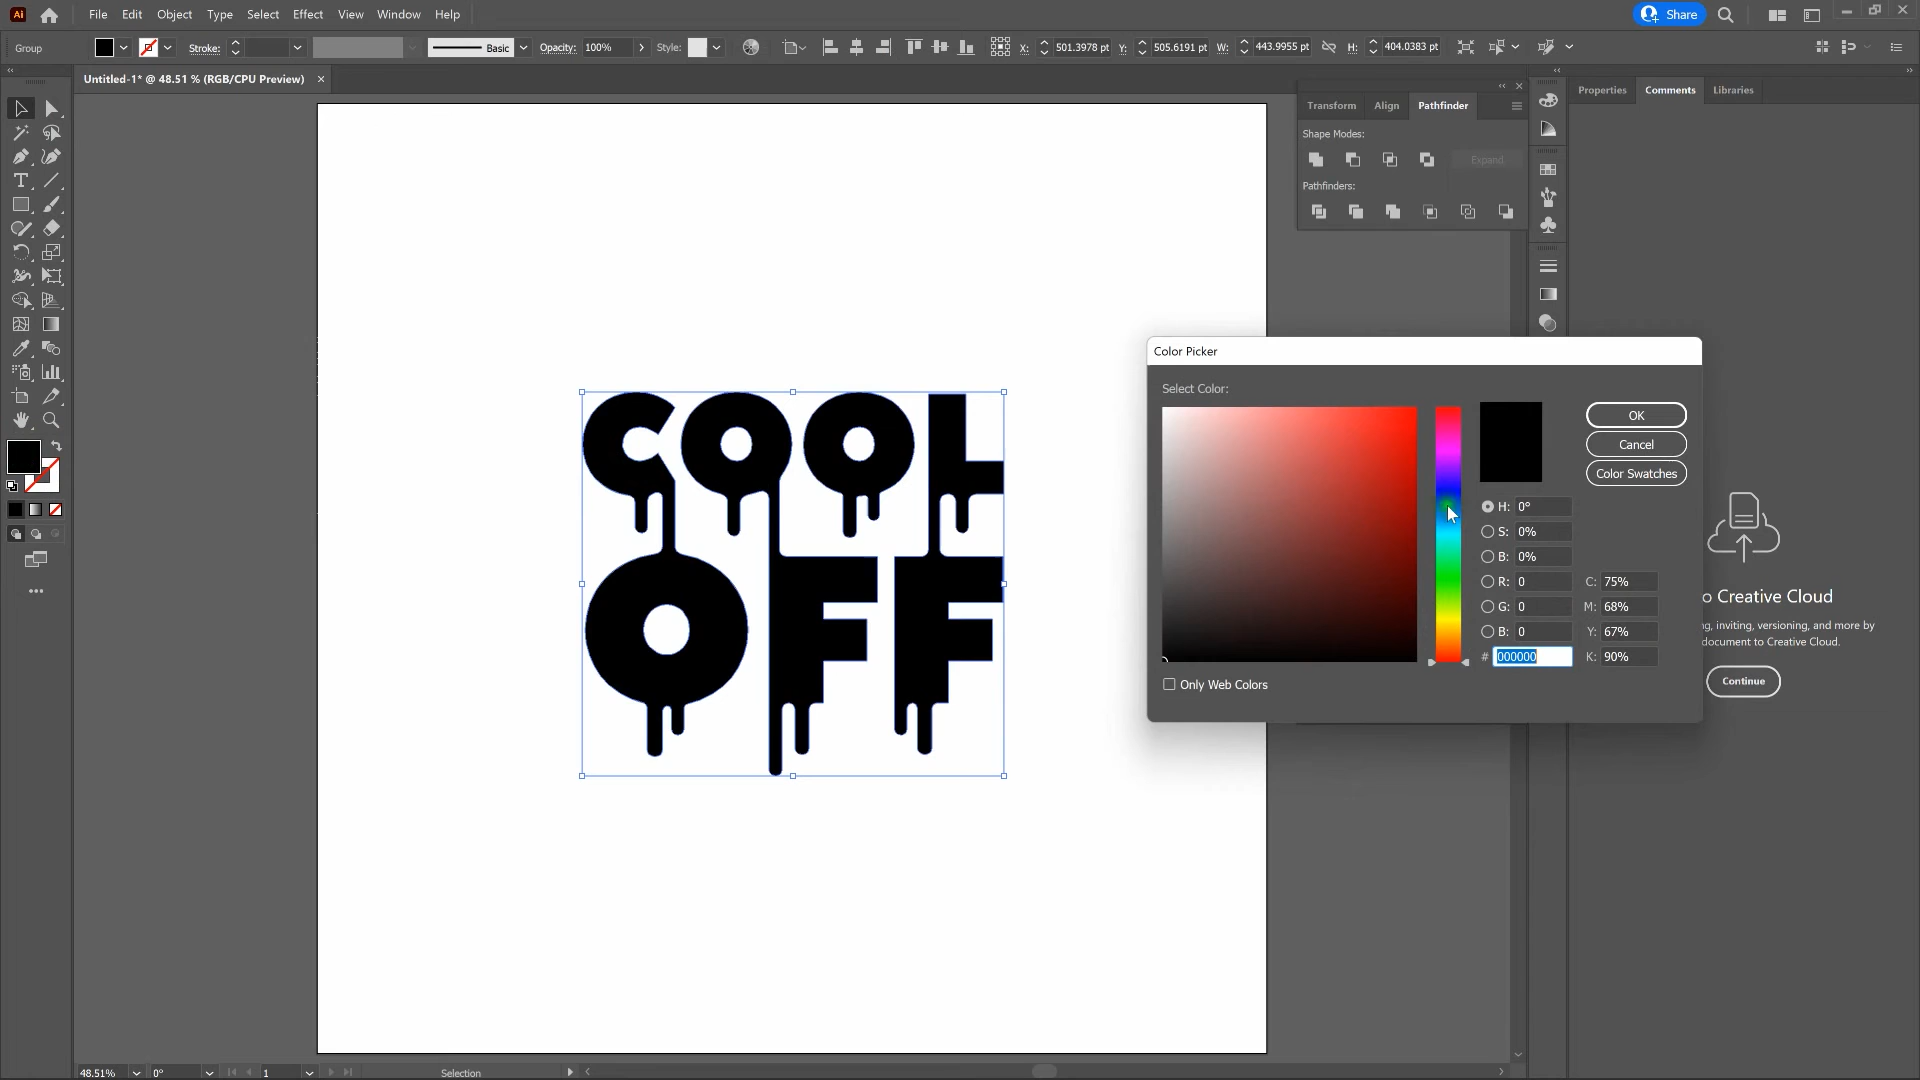 Ai File Edit Object Type Select Effect View Window Help Share
Group Stroke: Basic Opacity: 100% Style: X: 501.3978 pt Y: 505.6191 pt W: 443.9955 pt H: 404.0383 pt
Untitled-1* @ 48.51 % (RGB/CPU Preview) ×
Transform Align Pathfinder
Properties Comments Libraries
Shape Modes:
Expand
Pathfinders:
COOL
OFF
Color Picker
Select Color:
OK
Cancel
Color Swatches
H: 0°
S: 0%
B: 0%
R: 0 C: 75%
G: 0 M: 68%
B: 0 Y: 67%
# 000000 K: 90%
Only Web Colors
o Creative Cloud
ng, inviting, versioning, and more by
document to Creative Cloud.
Continue
48.51% 0° 1 Selection